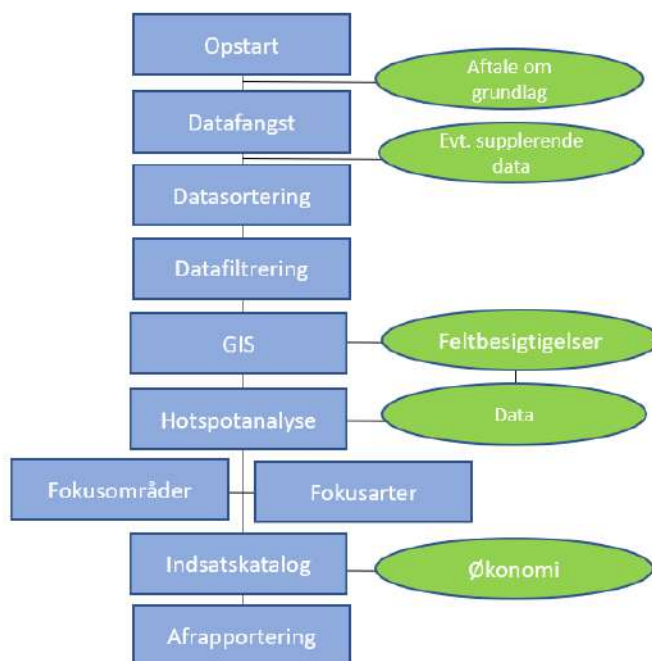 Opstart
Aftale om
grundlag
Datafangst
Evt. supplerende
data
Datasortering
Datafiltrering
GIS
Feltbesigtigelser
Hotspotanalyse
Data
Fokusområder
Fokusarter
Indsatskatalog
Økonomi
Afrapportering